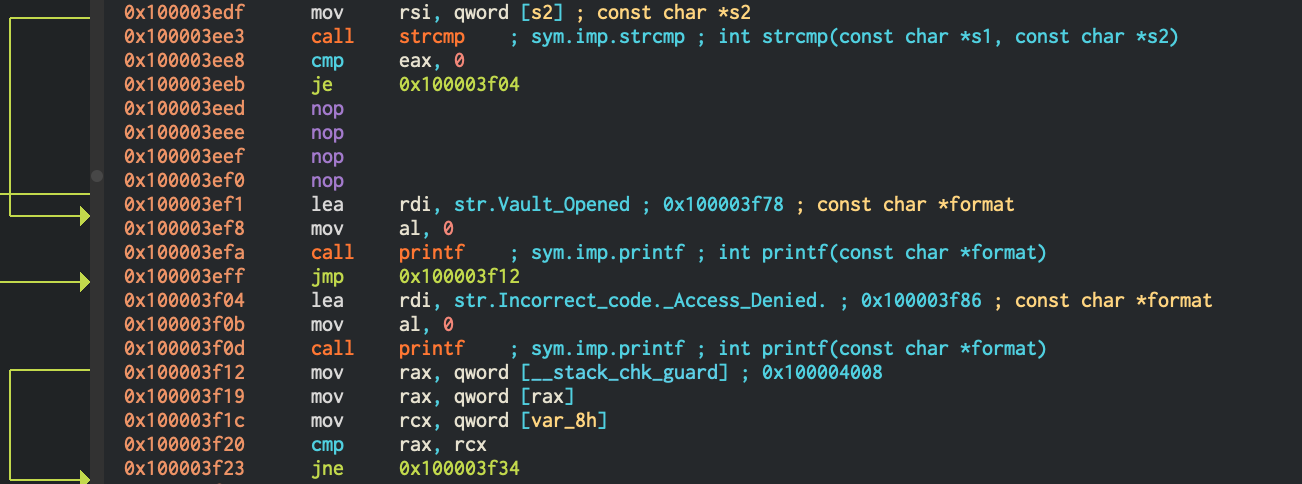 0x100003edf mov rsi, qword [s2] ; const char *s2
0x100003ee3 call strcmp ; sym.imp.strcmp ; int strcmp(const char *s1, const char *s2)
0x100003ee8 cmp eax, 0
0x100003eeb je 0x100003f04
0x100003eed nop
0x100003eee nop
0x100003eef nop
0x100003ef0 nop
0x100003ef1 lea rdi, str.Vault_Opened ; 0x100003f78 ; const char *format
0x100003ef8 mov al, 0
0x100003efa call printf ; sym.imp.printf ; int printf(const char *format)
0x100003eff jmp 0x100003f12
0x100003f04 lea rdi, str.Incorrect_code._Access_Denied. ; 0x100003f86 ; const char *format
0x100003f0b mov al, 0
0x100003f0d call printf ; sym.imp.printf ; int printf(const char *format)
0x100003f12 mov rax, qword [__stack_chk_guard] ; 0x100004008
0x100003f19 mov rax, qword [rax]
0x100003f1c mov rcx, qword [var_8h]
0x100003f20 cmp rax, rcx
0x100003f23 jne 0x100003f34